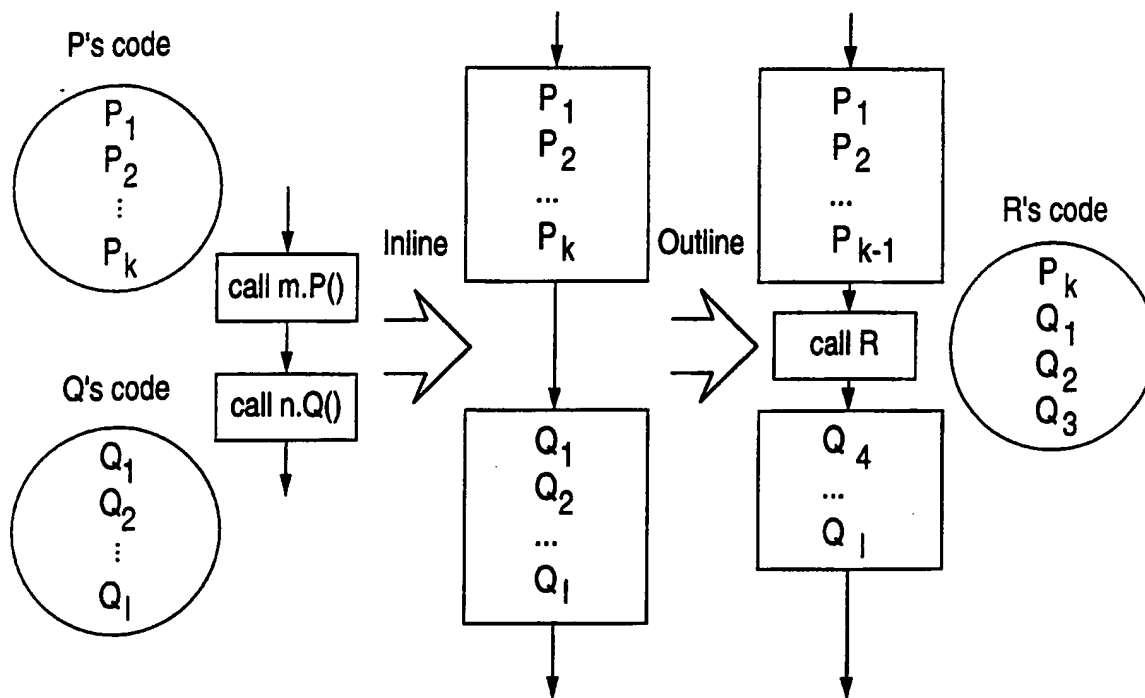 P's code
P₁
P₂
...
Pₖ
call m.P()
call n.Q()
Q's code
Q₁
Q₂
...
Qₗ
Inline
P₁
P₂
...
Pₖ
Q₁
Q₂
...
Qₗ
Outline
P₁
P₂
...
Pₖ₋₁
call R
Q₄
...
Qₗ
R's code
Pₖ
Q₁
Q₂
Q₃